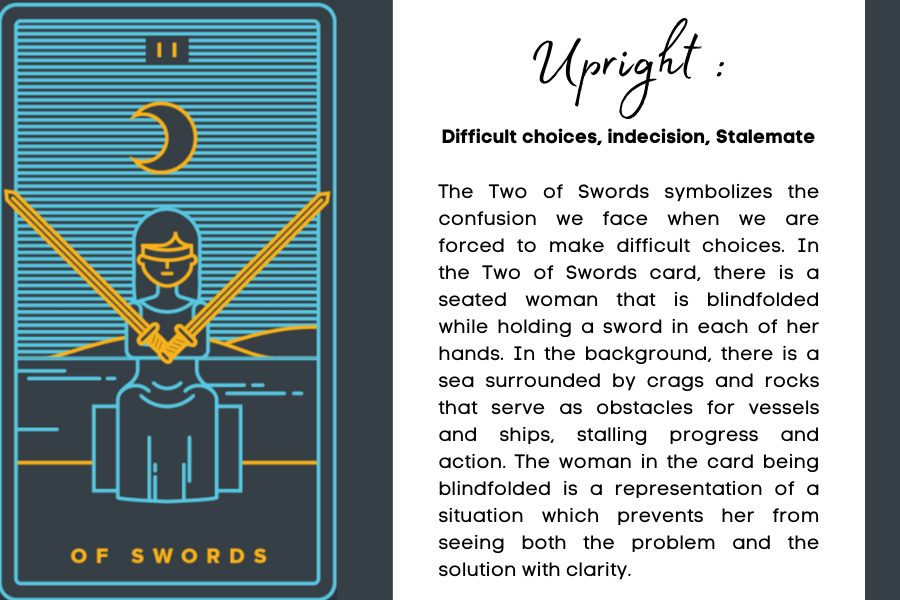 II
OF SWORDS
Upright :
Difficult choices, indecision, Stalemate
The Two of Swords symbolizes the
confusion we face when we are
forced to make difficult choices. In
the Two of Swords card, there is a
seated woman that is blindfolded
while holding a sword in each of her
hands. In the background, there is a
sea surrounded by crags and rocks
that serve as obstacles for vessels
and ships, stalling progress and
action. The woman in the card being
blindfolded is a representation of a
situation which prevents her from
seeing both the problem and the
solution with clarity.